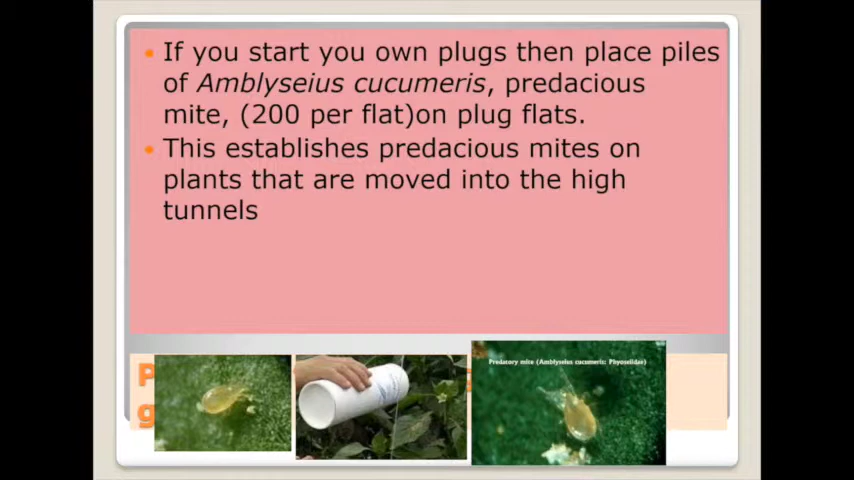 If you start you own plugs then place piles
of Amblyseius cucumeris, predacious
mite, (200 per flat)on plug flats.
This establishes predacious mites on
plants that are moved into the high
tunnels
Predatory mite (Amblyseius cucumeris: Phytoseiidae)